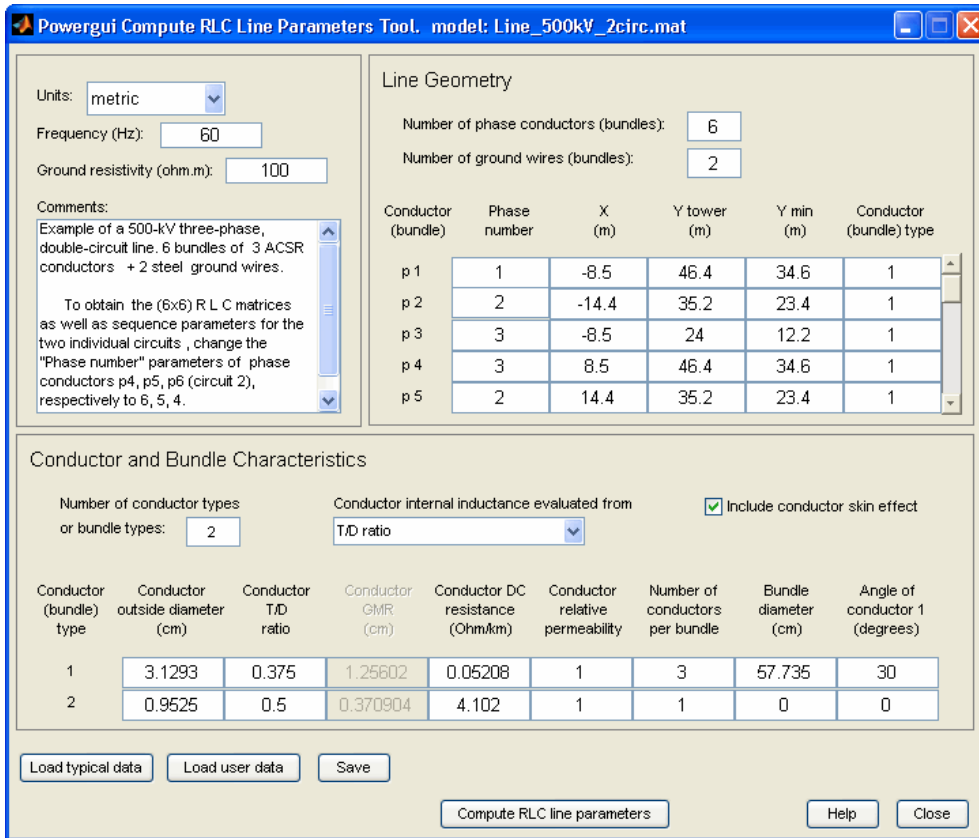 Powergui Compute RLC Line Parameters Tool.  model: Line_500kV_2circ.mat
Units: metric
Frequency (Hz): 60
Ground resistivity (ohm.m): 100
Comments:
Example of a 500-kV three-phase,
double-circuit line. 6 bundles of  3 ACSR
conductors  + 2 steel  ground wires.
To obtain  the (6x6) R L C matrices
as well as sequence parameters for the
two individual circuits , change the
"Phase number" parameters of  phase
conductors p4, p5, p6 (circuit 2),
respectively to 6, 5, 4.
Line Geometry
Number of phase conductors (bundles): 6
Number of ground wires (bundles): 2
Conductor (bundle) Phase number X (m) Y tower (m) Y min (m) Conductor (bundle) type
p 1 1 -8.5 46.4 34.6 1
p 2 2 -14.4 35.2 23.4 1
p 3 3 -8.5 24 12.2 1
p 4 3 8.5 46.4 34.6 1
p 5 2 14.4 35.2 23.4 1
Conductor and Bundle Characteristics
Number of conductor types
or bundle types: 2
Conductor internal inductance evaluated from
T/D ratio
Include conductor skin effect
Conductor (bundle) type Conductor outside diameter (cm) Conductor T/D ratio Conductor GMR (cm) Conductor DC resistance (Ohm/km) Conductor relative permeability Number of conductors per bundle Bundle diameter (cm) Angle of conductor 1 (degrees)
1 3.1293 0.375 1.25602 0.05208 1 3 57.735 30
2 0.9525 0.5 0.370904 4.102 1 1 0 0
Load typical data Load user data Save
Compute RLC line parameters Help Close